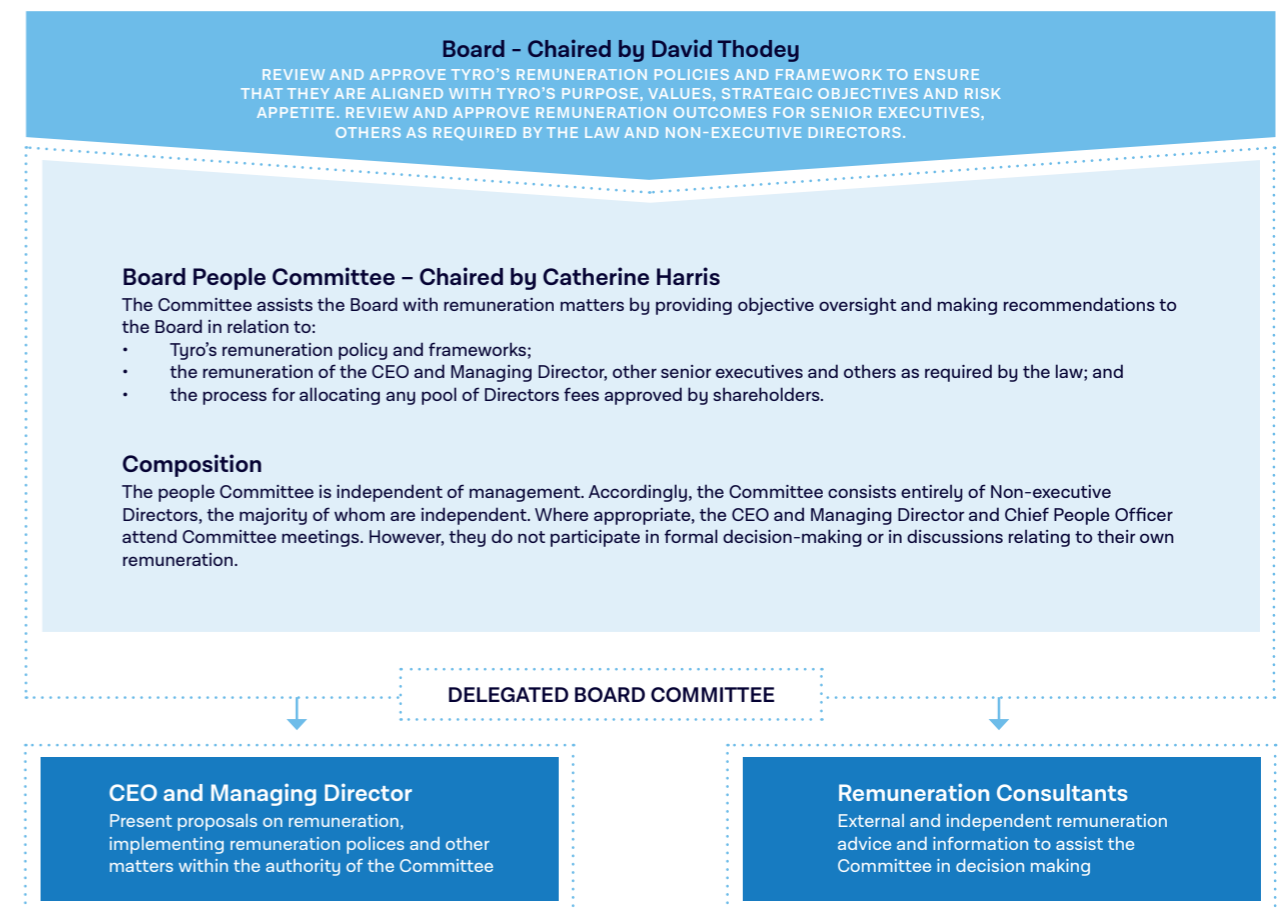 Board - Chaired by David Thodey
REVIEW AND APPROVE TYRO'S REMUNERATION POLICIES AND FRAMEWORK TO ENSURE
THAT THEY ARE ALIGNED WITH TYRO'S PURPOSE, VALUES, STRATEGIC OBJECTIVES AND RISK
APPETITE. REVIEW AND APPROVE REMUNERATION OUTCOMES FOR SENIOR EXECUTIVES,
OTHERS AS REQUIRED BY THE LAW AND NON-EXECUTIVE DIRECTORS.
Board People Committee – Chaired by Catherine Harris
The Committee assists the Board with remuneration matters by providing objective oversight and making recommendations to
the Board in relation to:
• Tyro's remuneration policy and frameworks;
• the remuneration of the CEO and Managing Director, other senior executives and others as required by the law; and
• the process for allocating any pool of Directors fees approved by shareholders.
Composition
The people Committee is independent of management. Accordingly, the Committee consists entirely of Non-executive
Directors, the majority of whom are independent. Where appropriate, the CEO and Managing Director and Chief People Officer
attend Committee meetings. However, they do not participate in formal decision-making or in discussions relating to their own
remuneration.
DELEGATED BOARD COMMITTEE
CEO and Managing Director
Present proposals on remuneration,
implementing remuneration polices and other
matters within the authority of the Committee
Remuneration Consultants
External and independent remuneration
advice and information to assist the
Committee in decision making